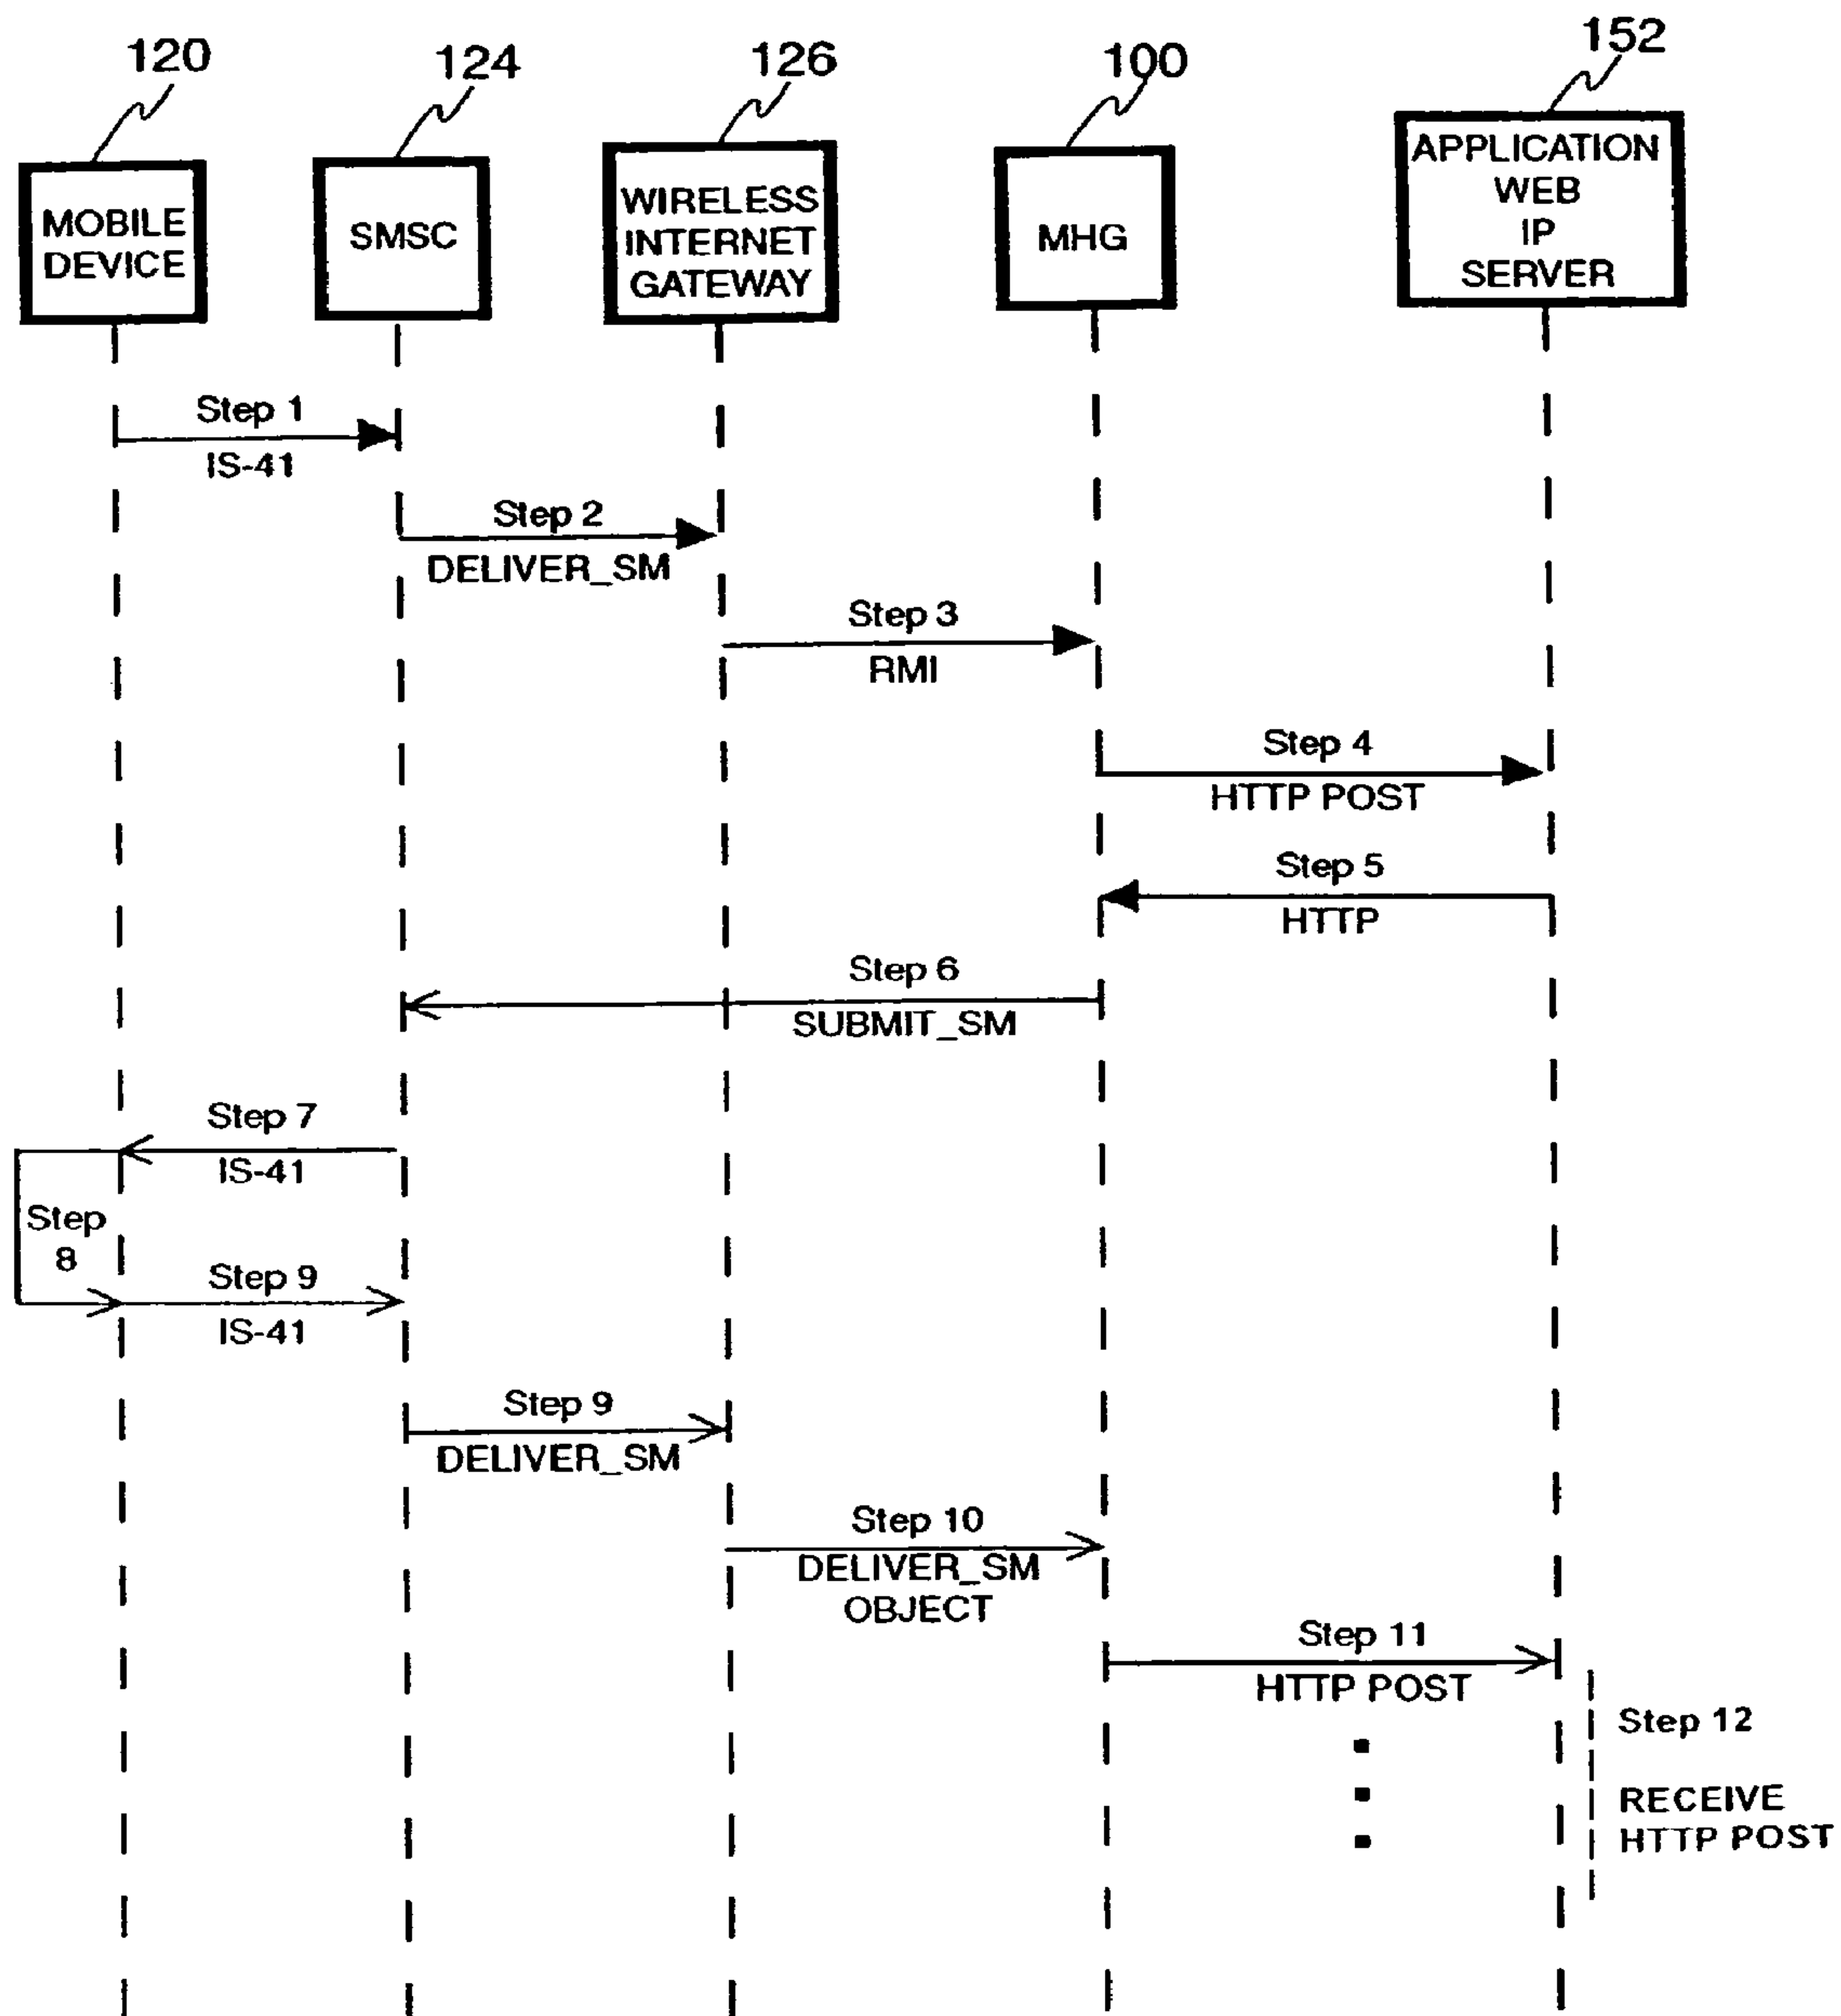 120
124
126
100
152
MOBILE
DEVICE
SMSC
WIRELESS
INTERNET
GATEWAY
MHG
APPLICATION
WEB
IP
SERVER
Step 1
IS-41
Step 2
DELIVER_SM
Step 3
RMI
Step 4
HTTP POST
Step 5
HTTP
Step 6
SUBMIT_SM
Step 7
IS-41
Step
8
Step 9
IS-41
Step 9
DELIVER_SM
Step 10
DELIVER_SM
OBJECT
Step 11
HTTP POST
Step 12
RECEIVE
HTTP POST